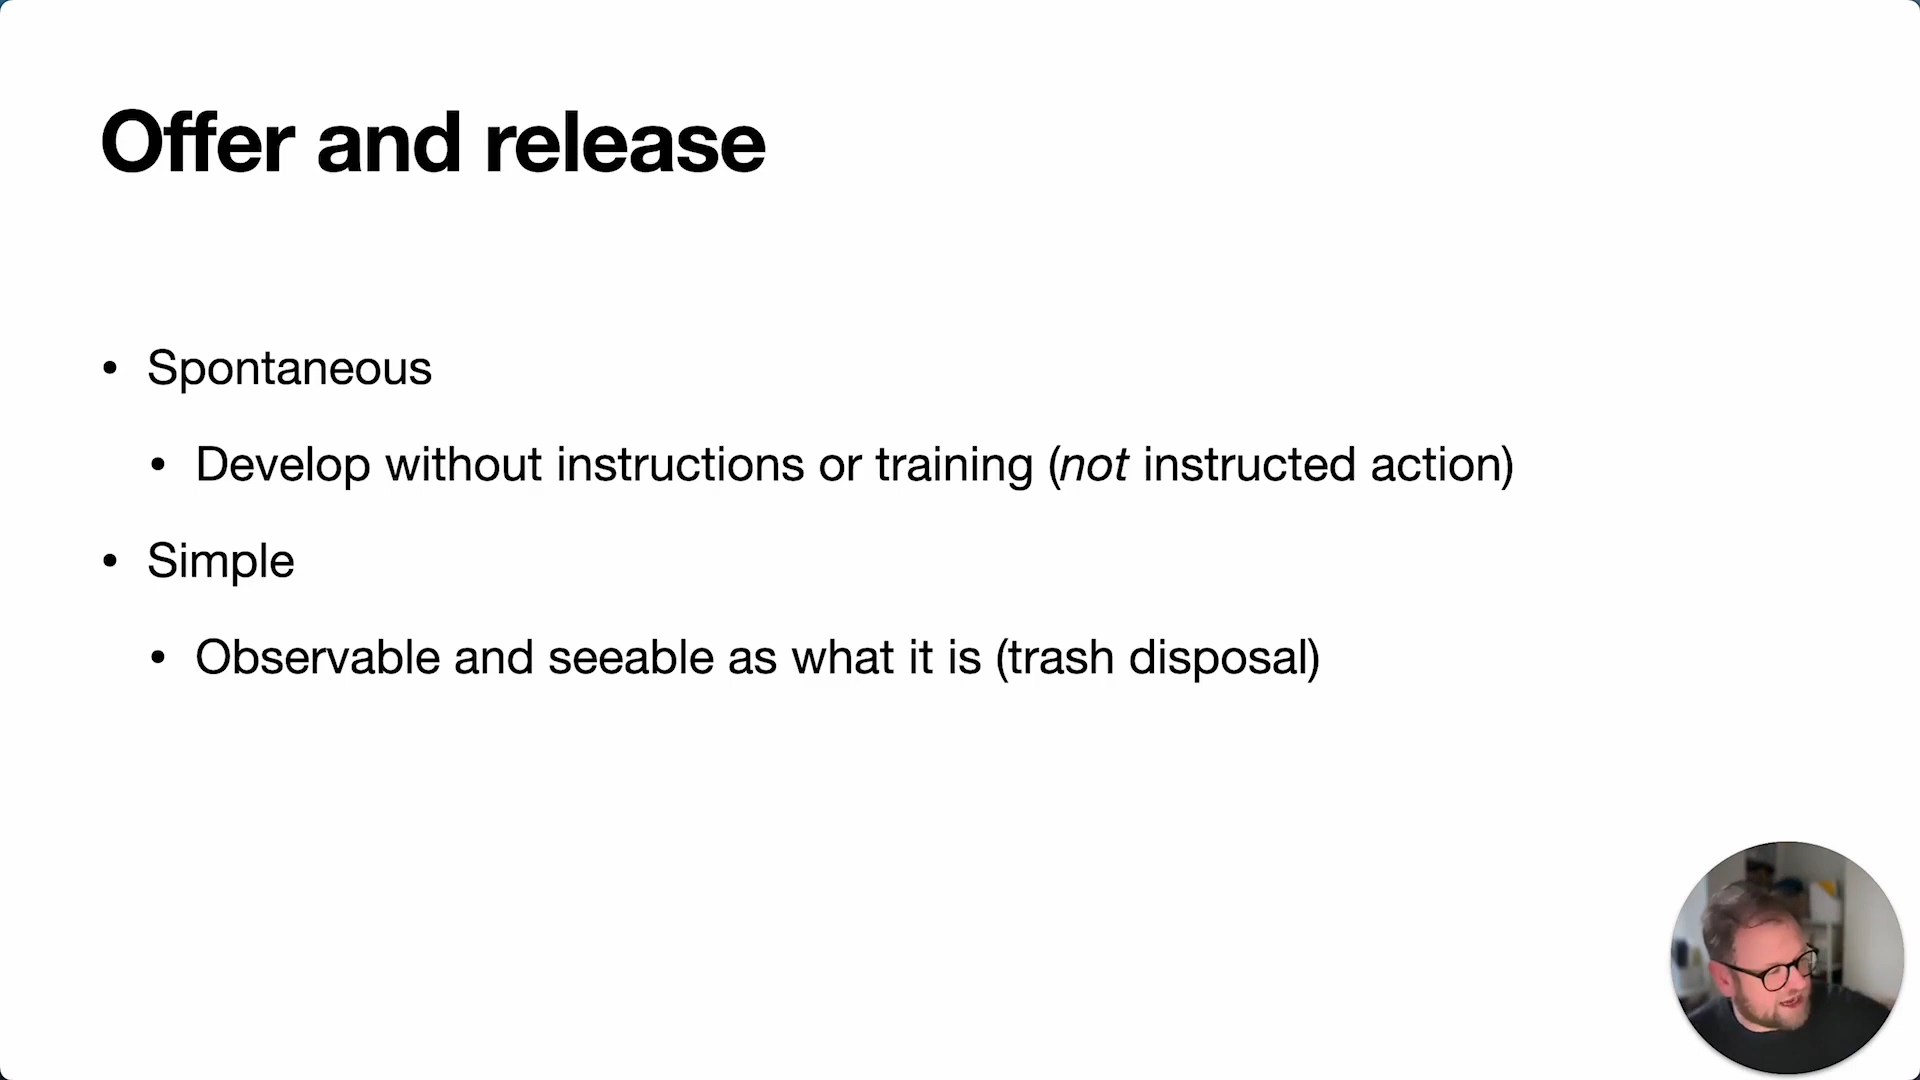 Offer and release
• Spontaneous
• Develop without instructions or training (not instructed action)
• Simple
• Observable and seeable as what it is (trash disposal)